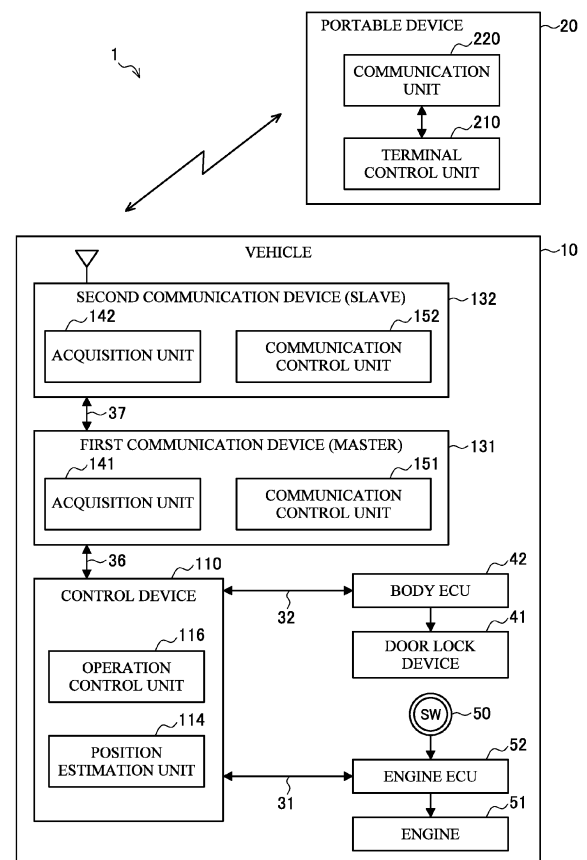 PORTABLE DEVICE
20
220
COMMUNICATION
UNIT
210
TERMINAL
CONTROL UNIT
1
VEHICLE
10
SECOND COMMUNICATION DEVICE (SLAVE)
132
142
ACQUISITION UNIT
152
COMMUNICATION
CONTROL UNIT
37
FIRST COMMUNICATION DEVICE (MASTER)
131
141
ACQUISITION UNIT
151
COMMUNICATION
CONTROL UNIT
36
110
CONTROL DEVICE
32
42
BODY ECU
41
DOOR LOCK
DEVICE
116
OPERATION
CONTROL UNIT
SW
50
114
POSITION
ESTIMATION UNIT
31
52
ENGINE ECU
51
ENGINE